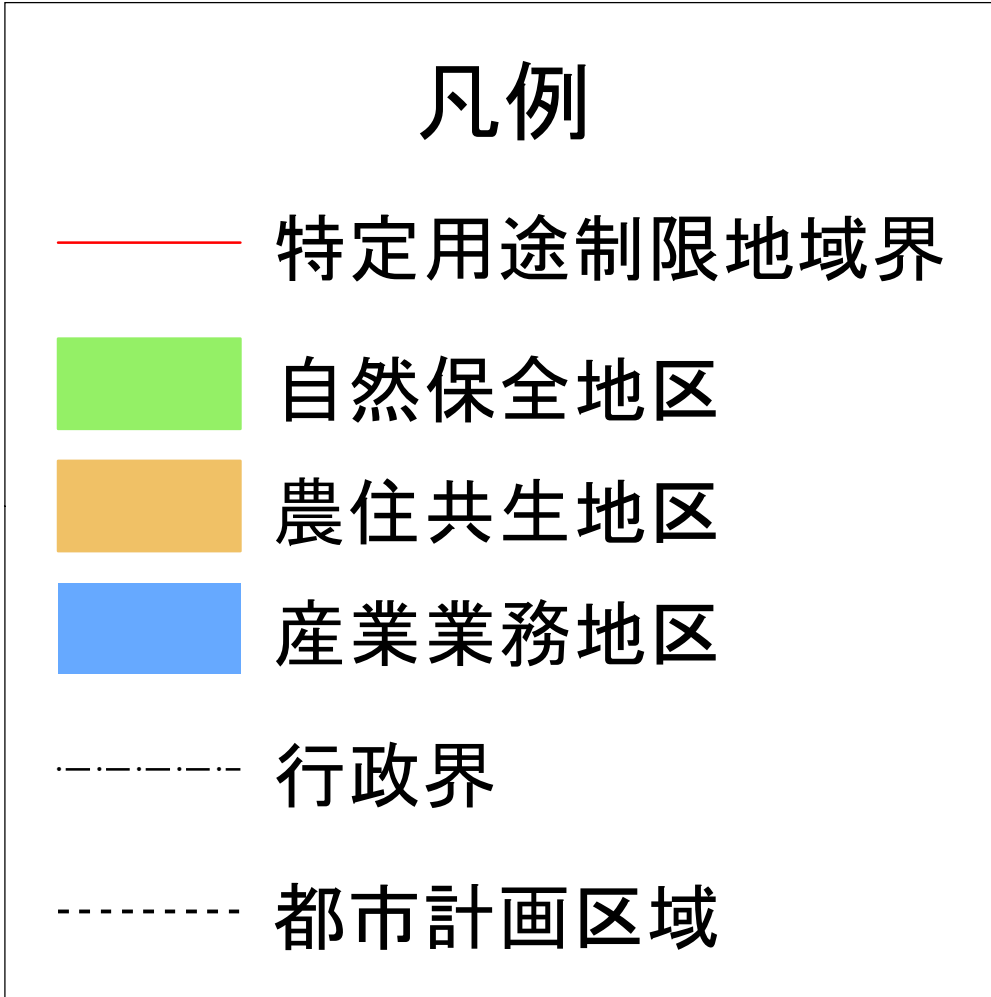 凡例
特定用途制限地域界
自然保全地区
農住共生地区
産業業務地区
行政界
都市計画区域